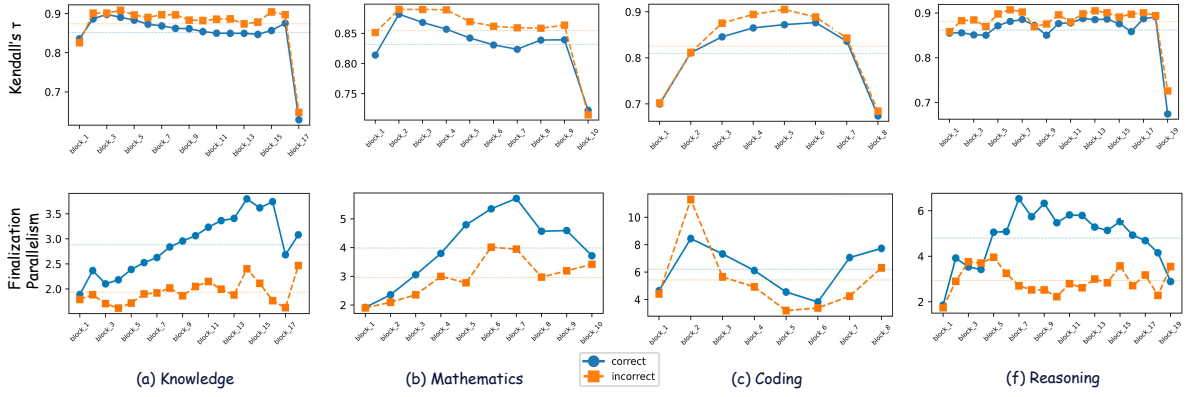 Kendall's τ
0.9
0.8
0.7
block_1
block_3
block_5
block_7
block_9
block_11
block_13
block_15
block_17
0.85
0.80
0.75
block_1
block_2
block_3
block_4
block_5
block_6
block_7
block_8
block_9
block_10
0.9
0.8
0.7
block_1
block_2
block_3
block_4
block_5
block_6
block_7
block_8
0.9
0.8
0.7
block_1
block_3
block_5
block_7
block_9
block_11
block_13
block_15
block_17
block_19
Finalization
Parallelism
3.5
3.0
2.5
2.0
block_1
block_3
block_5
block_7
block_9
block_11
block_13
block_15
block_17
5
4
3
2
block_1
block_2
block_3
block_4
block_5
block_6
block_7
block_8
block_9
block_10
10
8
6
4
block_1
block_2
block_3
block_4
block_5
block_6
block_7
block_8
6
4
2
block_1
block_3
block_5
block_7
block_9
block_11
block_13
block_15
block_17
block_19
correct
incorrect
(a) Knowledge
(b) Mathematics
(c) Coding
(f) Reasoning